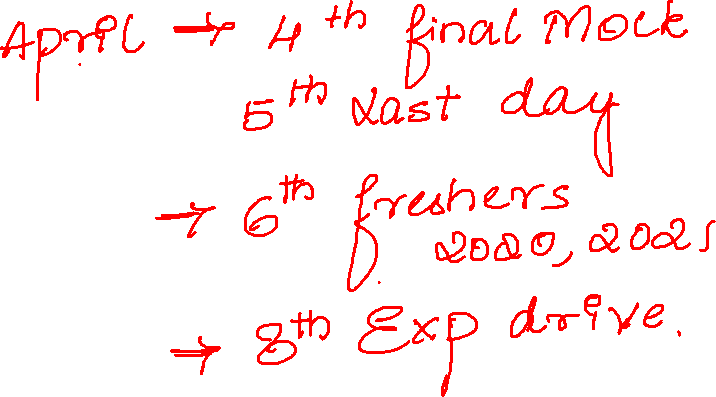 April → 4th final Mock
5th Last day
→ 6th freshers
2020, 2021
→ 8th Exp drive.